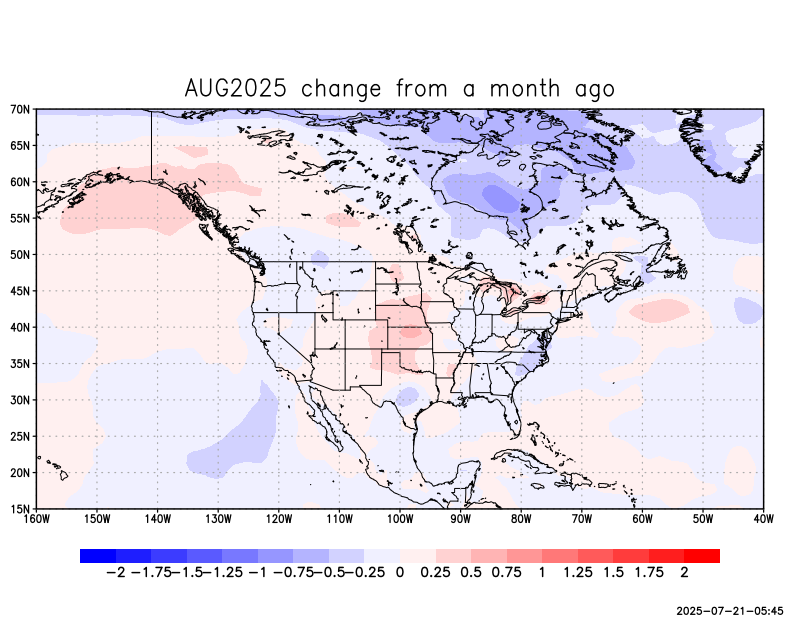 AUG2025 change from a month ago
70N
65N
60N
55N
50N
45N
40N
35N
30N
25N
20N
15N
160W 150W 140W 130W 120W 110W 100W 90W 80W 70W 60W 50W 40W
-2 -1.75 -1.5 -1.25 -1 -0.75 -0.5 -0.25 0 0.25 0.5 0.75 1 1.25 1.5 1.75 2
2025-07-21-05:45